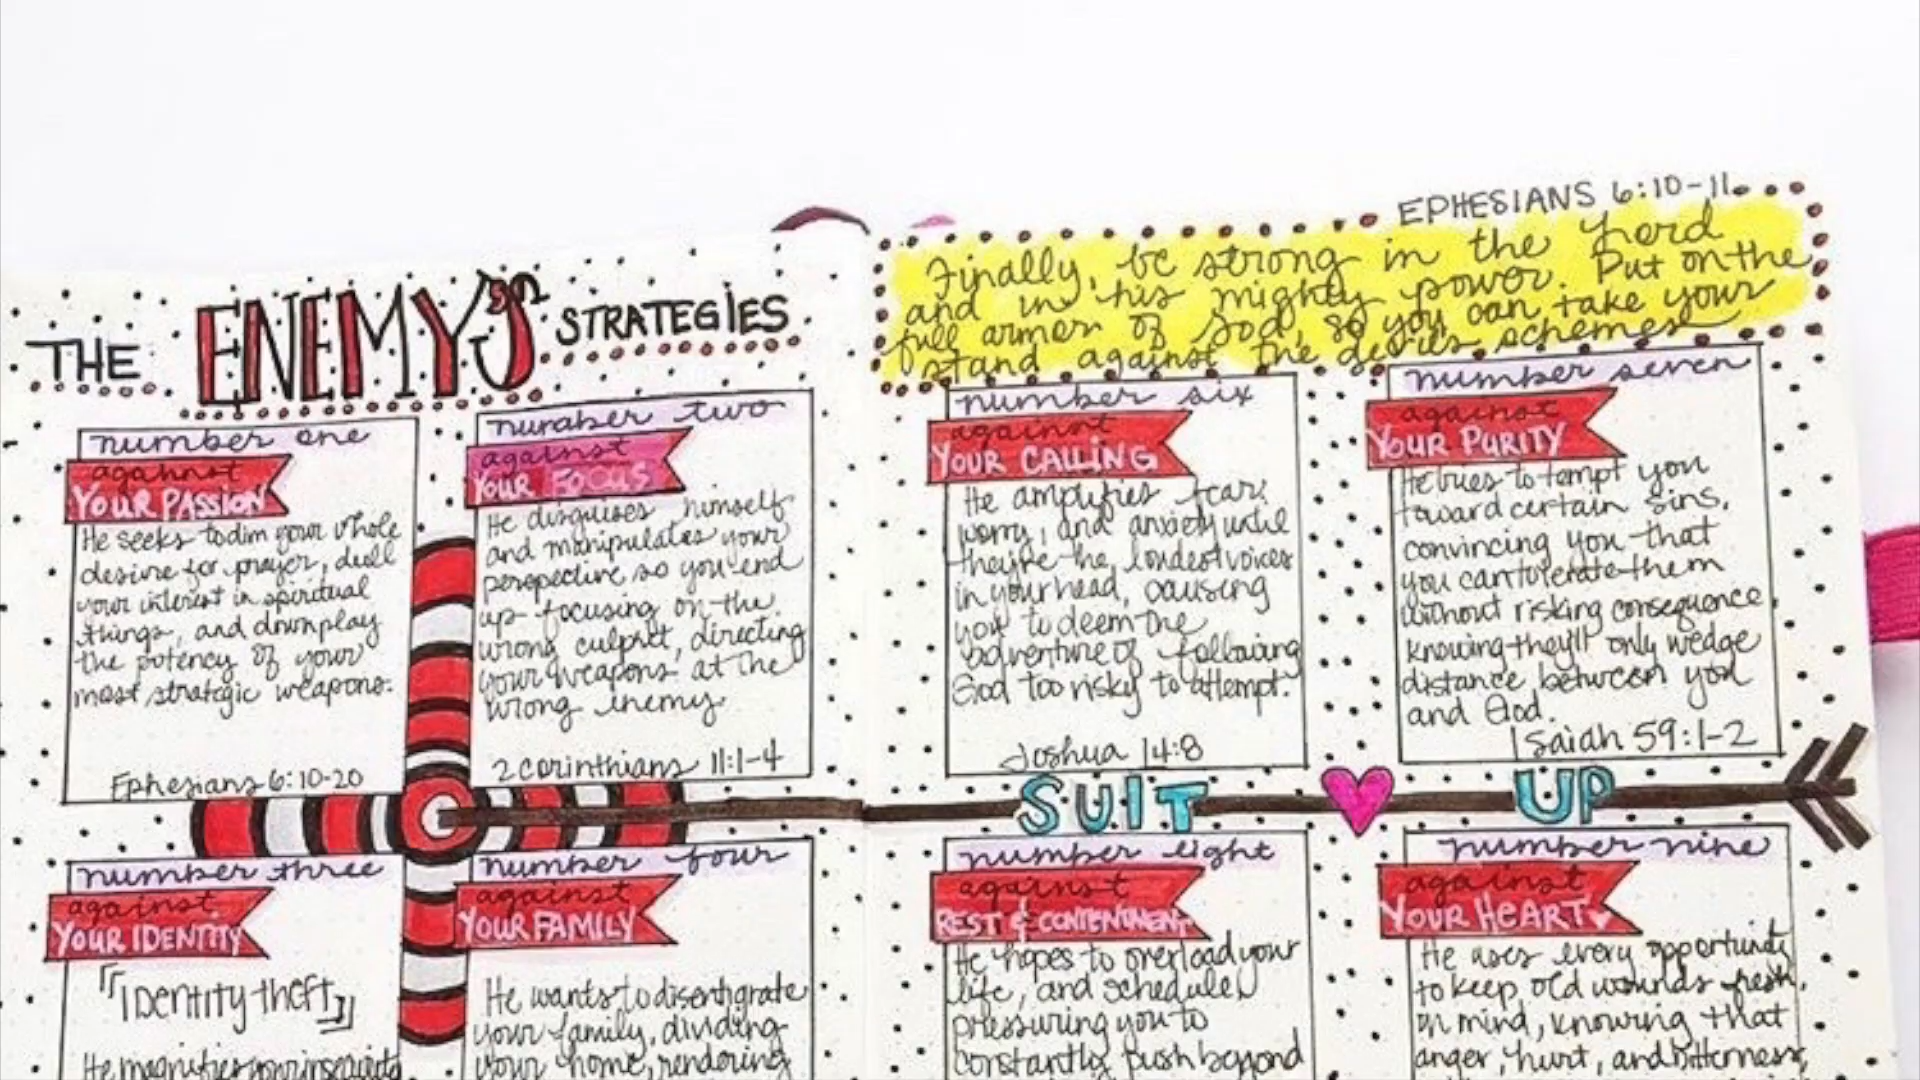 THE ENEMY'S STRATEGIES
number one
against
YOUR PASSION
He seeks to dim your whole
desire for prayer, dull
your interest in spiritual
things, and downplay
the potency of your
most strategic weapons.
Ephesians 6:10-20
number two
against
YOUR FOCUS
He disguises himself
and manipulates your
perspective so you end
up focusing on the
wrong culprit, directing
your weapons at the
wrong enemy.
2 corinthians 11:1-4
number three
against
YOUR IDENTITY
"Identity theft"
He magnifies your insecurity
number four
against
YOUR FAMILY
He wants to disentigrate
your family, dividing
your home, rendering
EPHESIANS 6:10-11
Finally, be strong in the Lord
and in his mighty power. Put on the
full armor of God, so you can take your
stand against the devils schemes
number six
against
YOUR CALLING
He amplifies fear,
worry, and anxiety until
they're the loudest voices
in your head, causing
you to deem the
adventure of following
God too risky to attempt.
Joshua 14:8
number seven
against
YOUR PURITY
He tries to tempt you
toward certain sins,
convincing you that
you can tolerate them
without risking consequence
knowing they'll only wedge
distance between you
and God.
Isaiah 59:1-2
SUIT UP
number eight
against
REST & CONTENTMENT
He hopes to overload your
life, and schedule,
pressuring you to
constantly push beyond
number nine
against
YOUR HEART
He uses every opportunity
to keep old wounds fresh,
in mind, knowing that
anger, hurt, and bitterness,